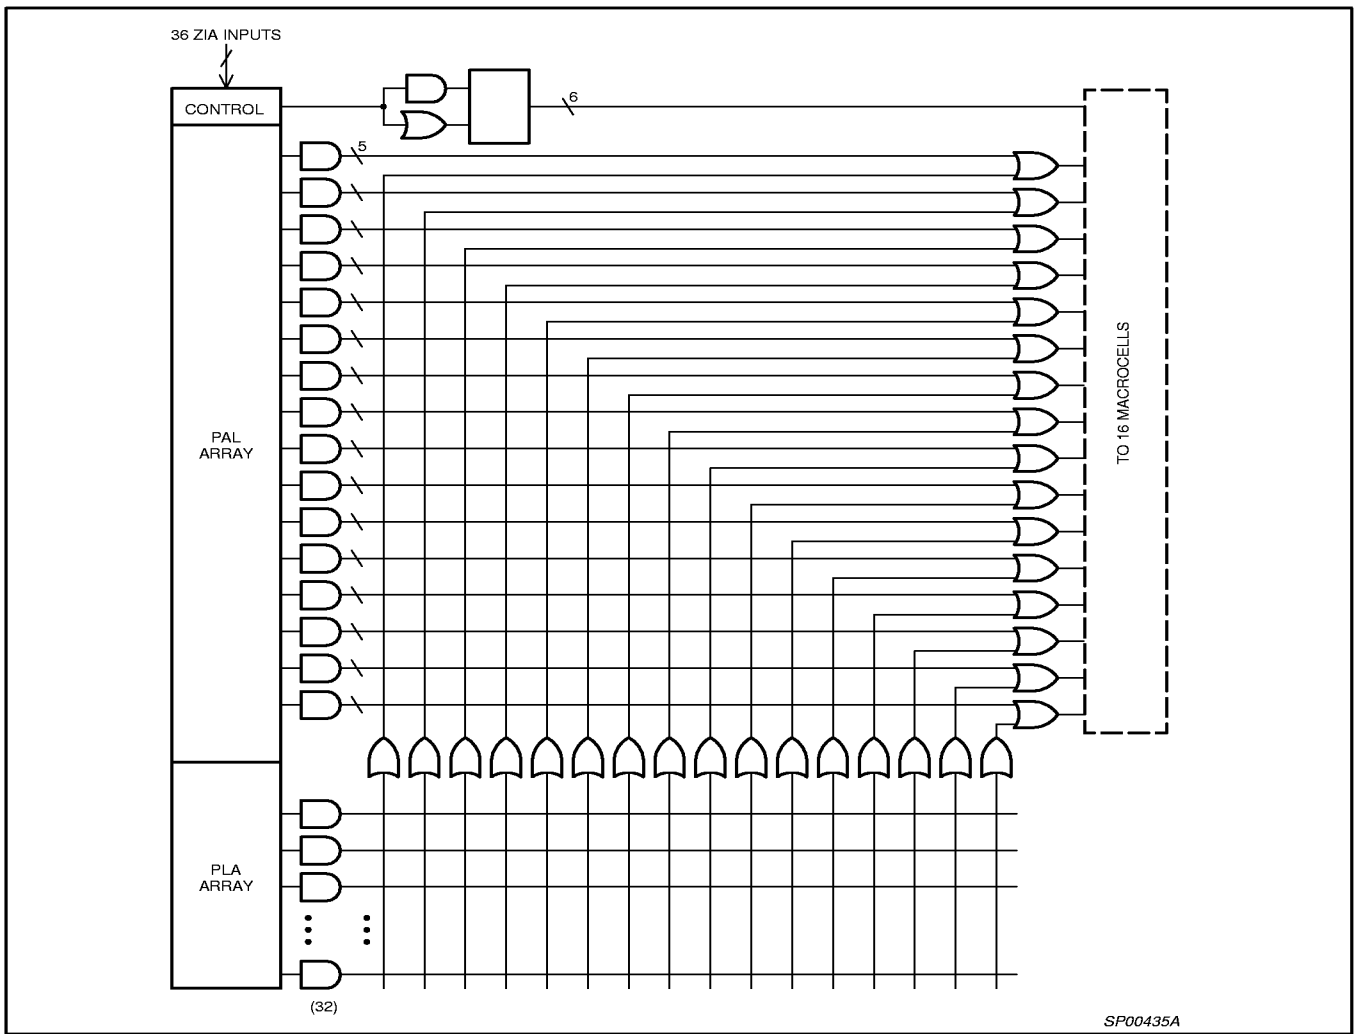 36 ZIA INPUTS
CONTROL
6
5
PAL
ARRAY
TO 16 MACROCELLS
PLA
ARRAY
(32)
SP00435A